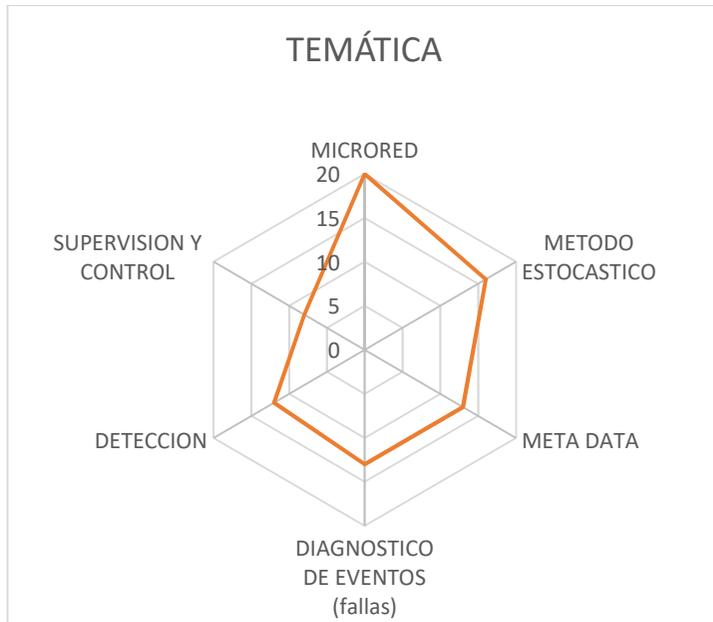 TEMÁTICA
MICRORED
20
15
10
5
0
METODO
ESTOCASTICO
META DATA
DIAGNOSTICO
DE EVENTOS
(fallas)
DETECCION
SUPERVISION Y
CONTROL